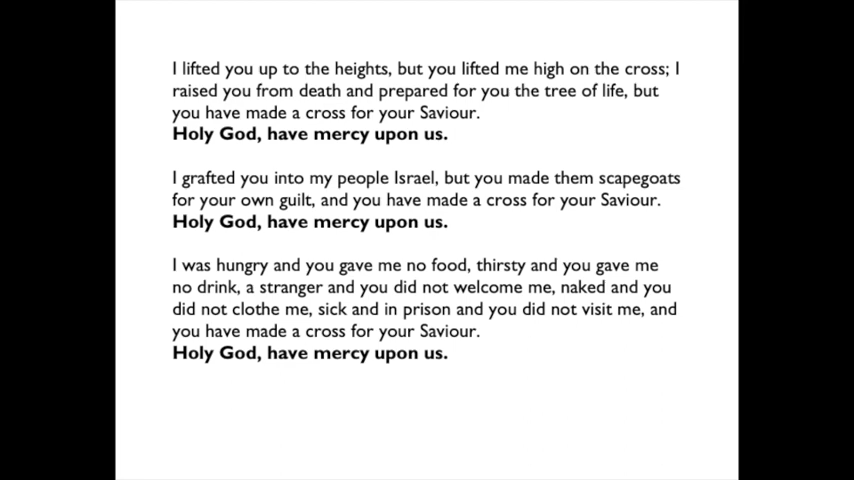 I lifted you up to the heights, but you lifted me high on the cross; I
raised you from death and prepared for you the tree of life, but
you have made a cross for your Saviour.
Holy God, have mercy upon us.
I grafted you into my people Israel, but you made them scapegoats
for your own guilt, and you have made a cross for your Saviour.
Holy God, have mercy upon us.
I was hungry and you gave me no food, thirsty and you gave me
no drink, a stranger and you did not welcome me, naked and you
did not clothe me, sick and in prison and you did not visit me, and
you have made a cross for your Saviour.
Holy God, have mercy upon us.